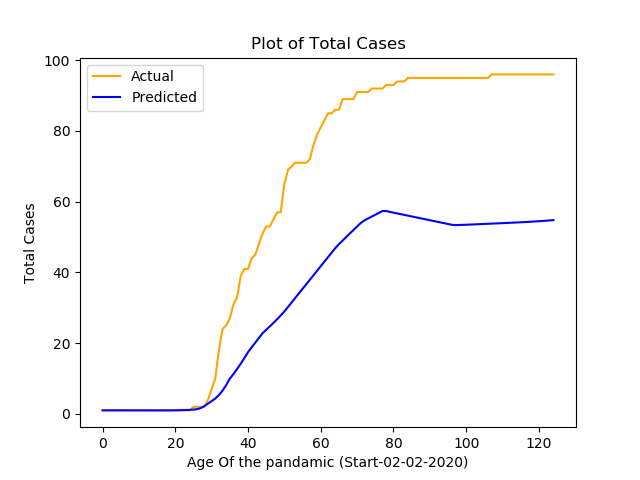 Plot of Total Cases
Actual
Predicted
100
80
60
40
20
0
Total Cases
0 20 40 60 80 100 120
Age Of the pandamic (Start-02-02-2020)